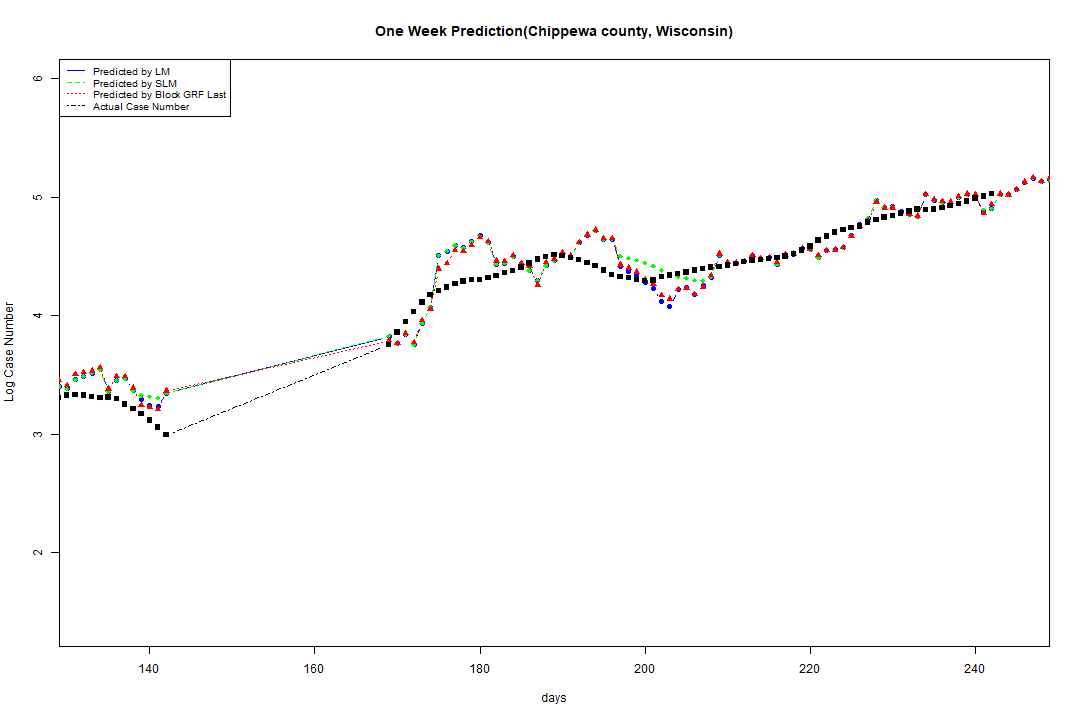 One Week Prediction(Chippewa county, Wisconsin)
Predicted by LM
Predicted by SLM
Predicted by Block GRF Last
Actual Case Number
6
5
4
3
2
Log Case Number
140 160 180 200 220 240
days